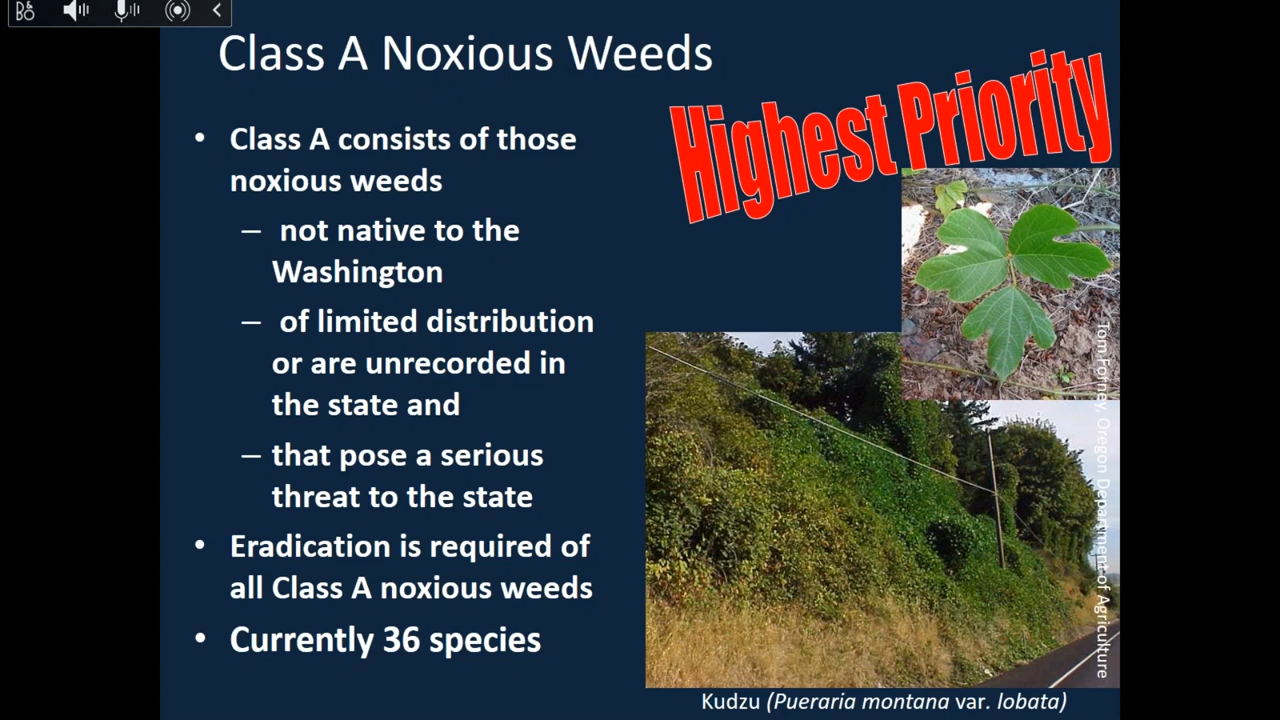 Class A Noxious Weeds
Highest Priority
• Class A consists of those
noxious weeds
– not native to the
Washington
– of limited distribution
or are unrecorded in
the state and
– that pose a serious
threat to the state
• Eradication is required of
all Class A noxious weeds
• Currently 36 species
Tom Forney, Oregon Department of Agriculture
Kudzu (Pueraria montana var. lobata)